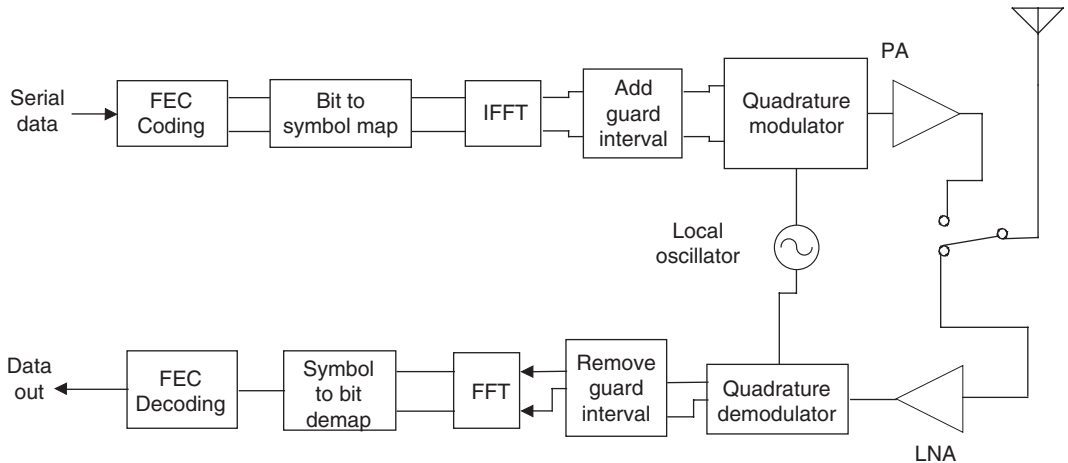 PA
Serial
data
FEC
Coding
Bit to
symbol map
IFFT
Add
guard
interval
Quadrature
modulator
Local
oscillator
Data
out
FEC
Decoding
Symbol
to bit
demap
FFT
Remove
guard
interval
Quadrature
demodulator
LNA